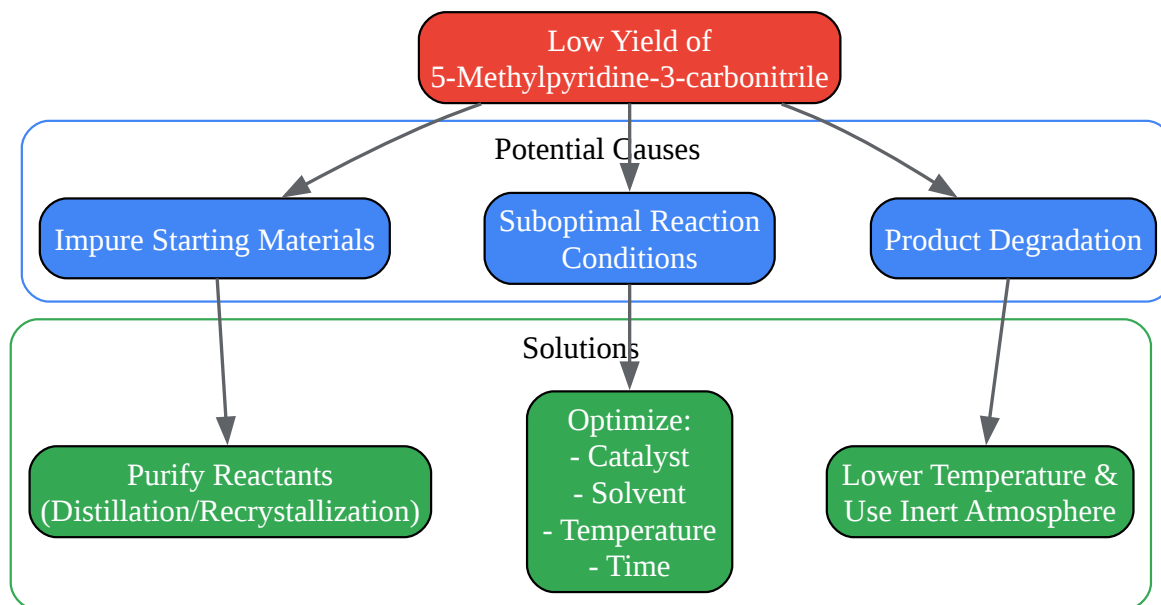 Low Yield of
5-Methylpyridine-3-carbonitrile
Potential Causes
Impure Starting Materials
Suboptimal Reaction
Conditions
Product Degradation
Solutions
Purify Reactants
(Distillation/Recrystallization)
Optimize:
- Catalyst
- Solvent
- Temperature
- Time
Lower Temperature &
Use Inert Atmosphere